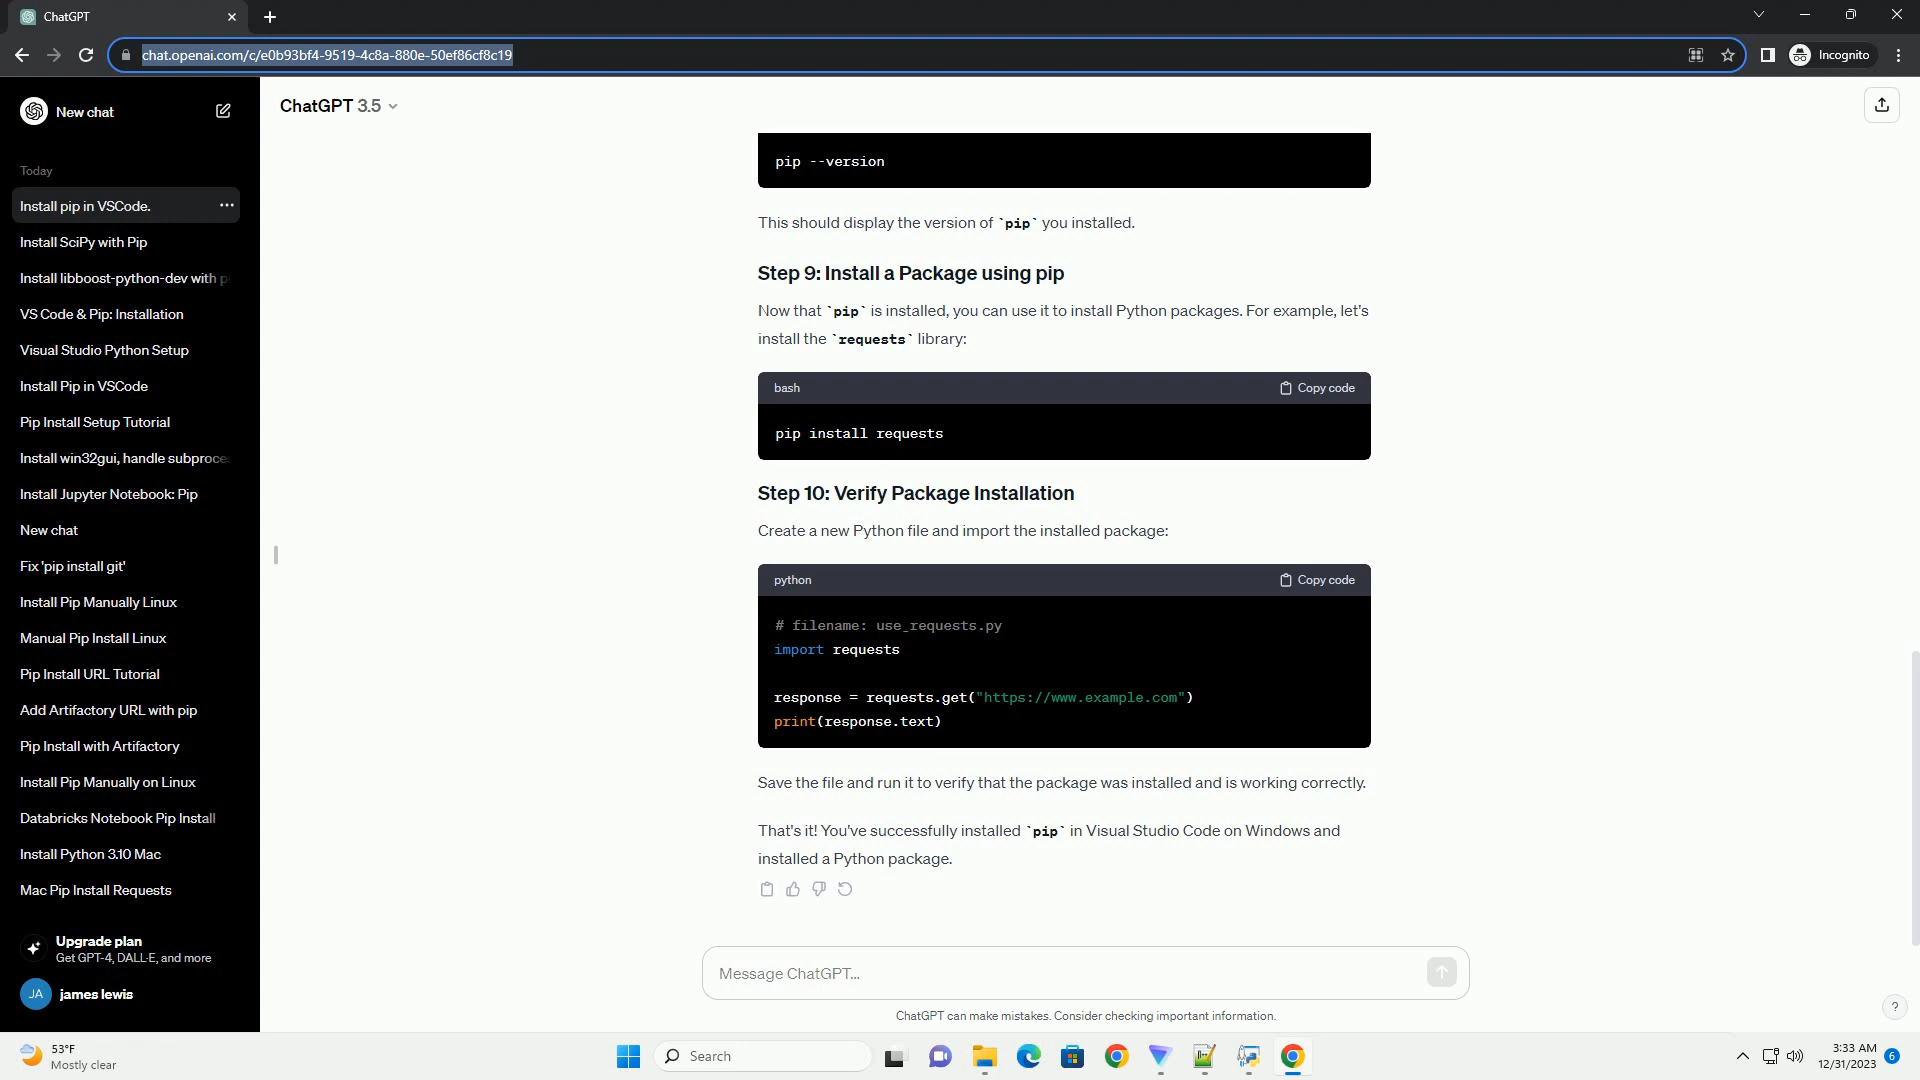 ChatGPT
chat.openai.com/c/e0b93bf4-9519-4c8a-880e-50ef86cf8c19
Incognito
New chat
Today
Install pip in VSCode.
Install SciPy with Pip
Install libboost-python-dev with p
VS Code & Pip: Installation
Visual Studio Python Setup
Install Pip in VSCode
Pip Install Setup Tutorial
Install win32gui, handle subproce
Install Jupyter Notebook: Pip
New chat
Fix 'pip install git'
Install Pip Manually Linux
Manual Pip Install Linux
Pip Install URL Tutorial
Add Artifactory URL with pip
Pip Install with Artifactory
Install Pip Manually on Linux
Databricks Notebook Pip Install
Install Python 3.10 Mac
Mac Pip Install Requests
Upgrade plan
Get GPT-4, DALL·E, and more
JA james lewis
ChatGPT 3.5
pip --version
This should display the version of `pip` you installed.
Step 9: Install a Package using pip
Now that `pip` is installed, you can use it to install Python packages. For example, let's
install the `requests` library:
bash Copy code
pip install requests
Step 10: Verify Package Installation
Create a new Python file and import the installed package:
python Copy code
# filename: use_requests.py
import requests
response = requests.get("https://www.example.com")
print(response.text)
Save the file and run it to verify that the package was installed and is working correctly.
That's it! You've successfully installed `pip` in Visual Studio Code on Windows and
installed a Python package.
Message ChatGPT...
ChatGPT can make mistakes. Consider checking important information.
?
53°F
Mostly clear
Search
3:33 AM
12/31/2023
6